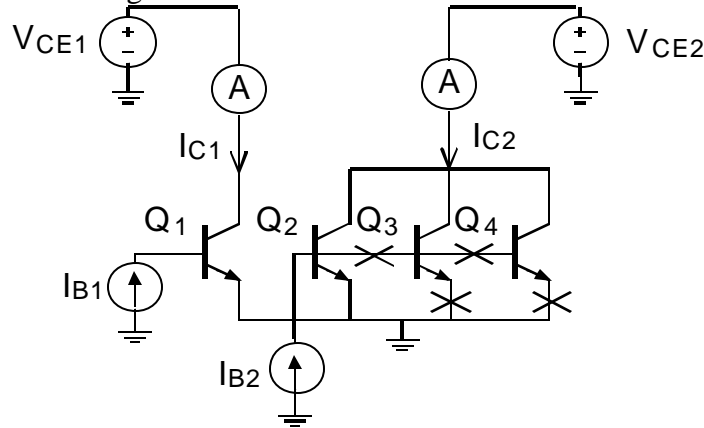 VCE1
+
−
A
A
+
−
VCE2
IC1
IC2
Q1
Q2
Q3
Q4
IB1
IB2